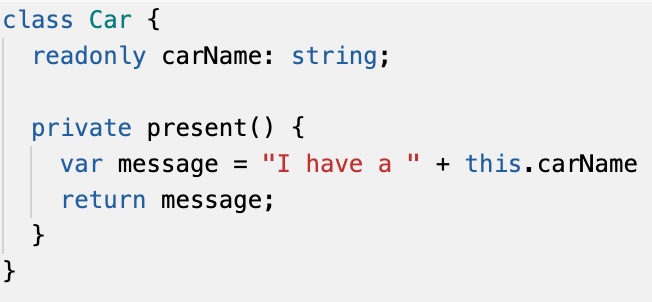 class Car {
  readonly carName: string;

  private present() {
    var message = "I have a " + this.carName
    return message;
  }
}